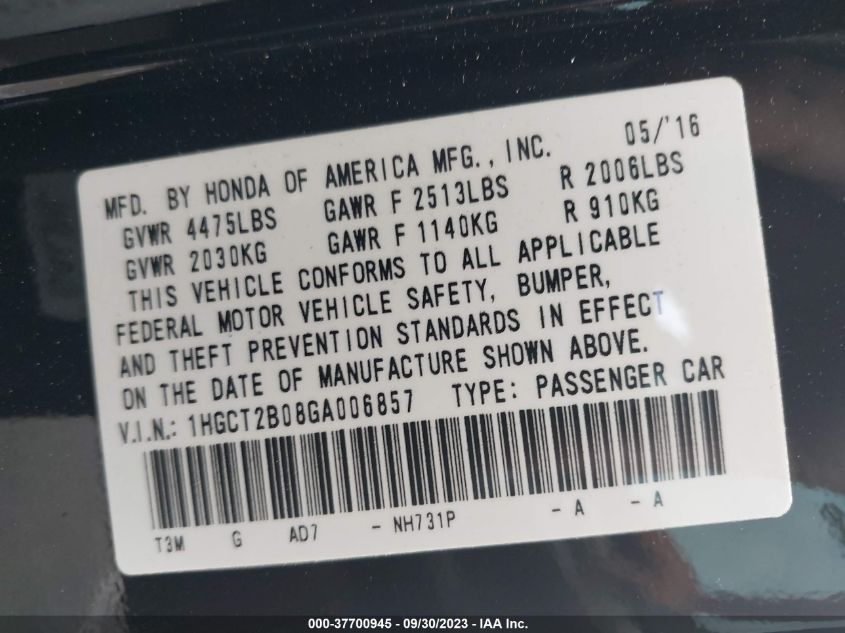 MFD. BY HONDA OF AMERICA MFG., INC. 05/'16
GVWR 4475LBS GAWR F 2513LBS R 2006LBS
GVWR 2030KG GAWR F 1140KG R 910KG
THIS VEHICLE CONFORMS TO ALL APPLICABLE
FEDERAL MOTOR VEHICLE SAFETY, BUMPER,
AND THEFT PREVENTION STANDARDS IN EFFECT
ON THE DATE OF MANUFACTURE SHOWN ABOVE.
V.I.N.: 1HGCT2B08GA006857 TYPE: PASSENGER CAR
T3M G AD7 - NH731P - A - A
000-37700945 - 09/30/2023 - IAA Inc.